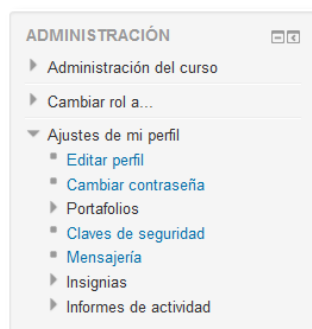 ADMINISTRACIÓN
Administración del curso
Cambiar rol a...
Ajustes de mi perfil
Editar perfil
Cambiar contraseña
Portafolios
Claves de seguridad
Mensajería
Insignias
Informes de actividad